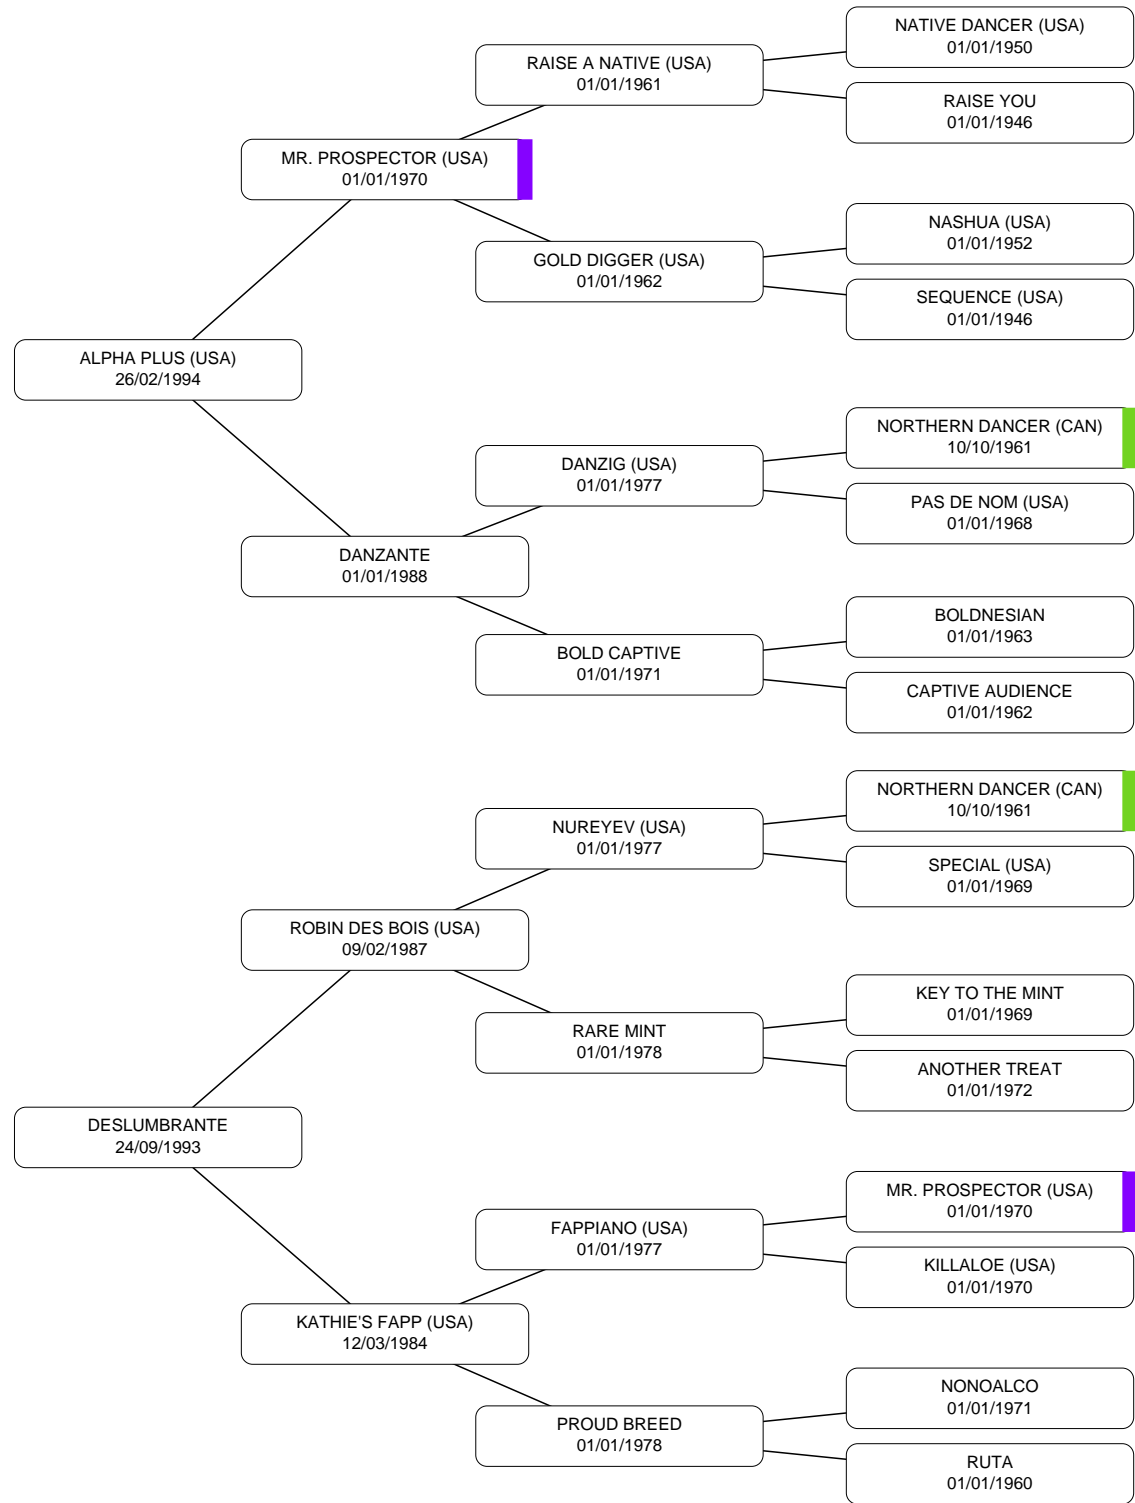 NATIVE DANCER (USA)
01/01/1950
RAISE A NATIVE (USA)
01/01/1961
RAISE YOU
01/01/1946
MR. PROSPECTOR (USA)
01/01/1970
NASHUA (USA)
01/01/1952
GOLD DIGGER (USA)
01/01/1962
SEQUENCE (USA)
01/01/1946
ALPHA PLUS (USA)
26/02/1994
NORTHERN DANCER (CAN)
10/10/1961
DANZIG (USA)
01/01/1977
PAS DE NOM (USA)
01/01/1968
DANZANTE
01/01/1988
BOLDNESIAN
01/01/1963
BOLD CAPTIVE
01/01/1971
CAPTIVE AUDIENCE
01/01/1962
NORTHERN DANCER (CAN)
10/10/1961
NUREYEV (USA)
01/01/1977
SPECIAL (USA)
01/01/1969
ROBIN DES BOIS (USA)
09/02/1987
KEY TO THE MINT
01/01/1969
RARE MINT
01/01/1978
ANOTHER TREAT
01/01/1972
DESLUMBRANTE
24/09/1993
MR. PROSPECTOR (USA)
01/01/1970
FAPPIANO (USA)
01/01/1977
KILLALOE (USA)
01/01/1970
KATHIE'S FAPP (USA)
12/03/1984
NONOALCO
01/01/1971
PROUD BREED
01/01/1978
RUTA
01/01/1960